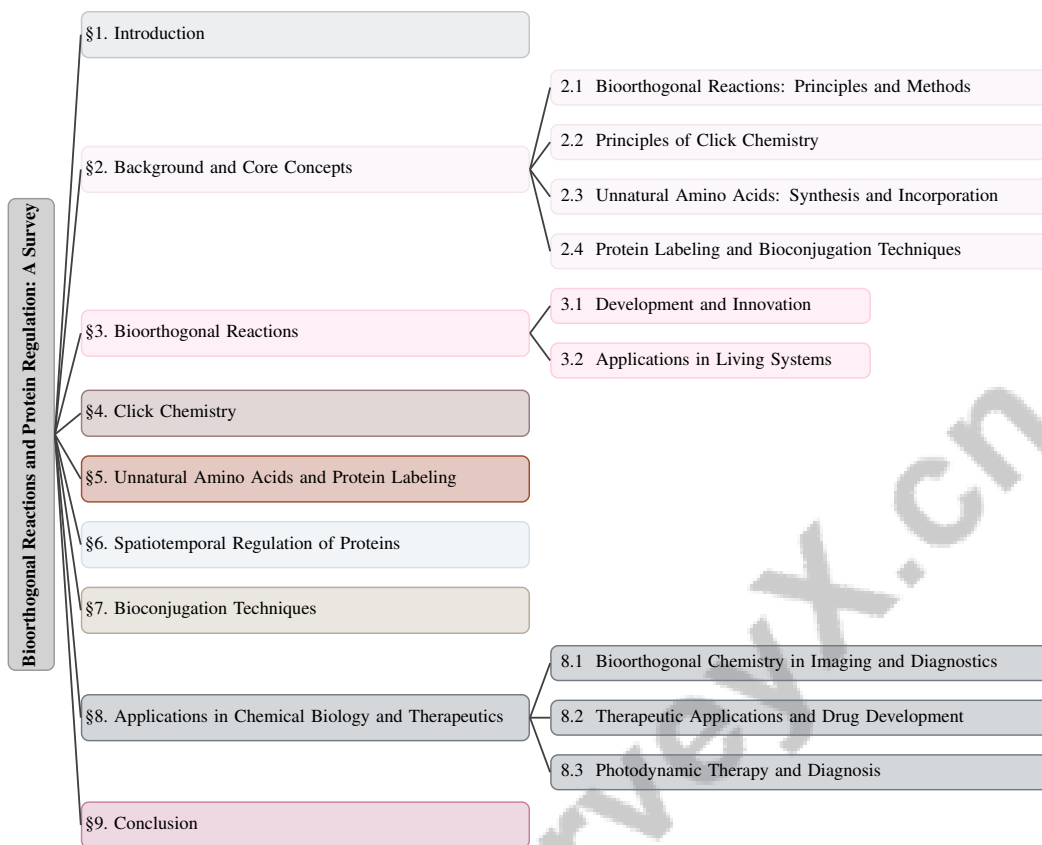 Bioorthogonal Reactions and Protein Regulation: A Survey
§1. Introduction
§2. Background and Core Concepts
2.1 Bioorthogonal Reactions: Principles and Methods
2.2 Principles of Click Chemistry
2.3 Unnatural Amino Acids: Synthesis and Incorporation
2.4 Protein Labeling and Bioconjugation Techniques
§3. Bioorthogonal Reactions
3.1 Development and Innovation
3.2 Applications in Living Systems
§4. Click Chemistry
§5. Unnatural Amino Acids and Protein Labeling
§6. Spatiotemporal Regulation of Proteins
§7. Bioconjugation Techniques
§8. Applications in Chemical Biology and Therapeutics
8.1 Bioorthogonal Chemistry in Imaging and Diagnostics
8.2 Therapeutic Applications and Drug Development
8.3 Photodynamic Therapy and Diagnosis
§9. Conclusion
rveyx.cn